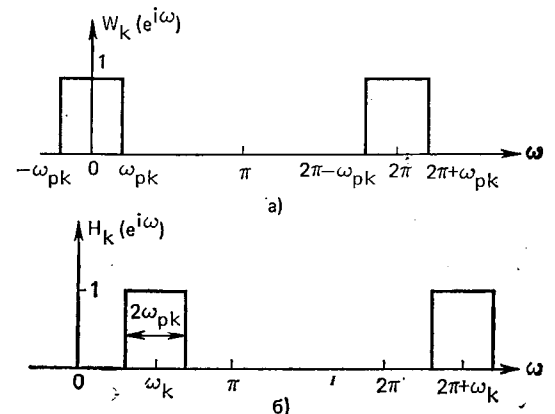 W_k (e^{iω})
1
−ω_pk 0 ω_pk π 2π−ω_pk 2π 2π+ω_pk ω
а)
H_k (e^{iω})
1
2ω_pk
0 ω_k π 2π 2π+ω_k ω
б)